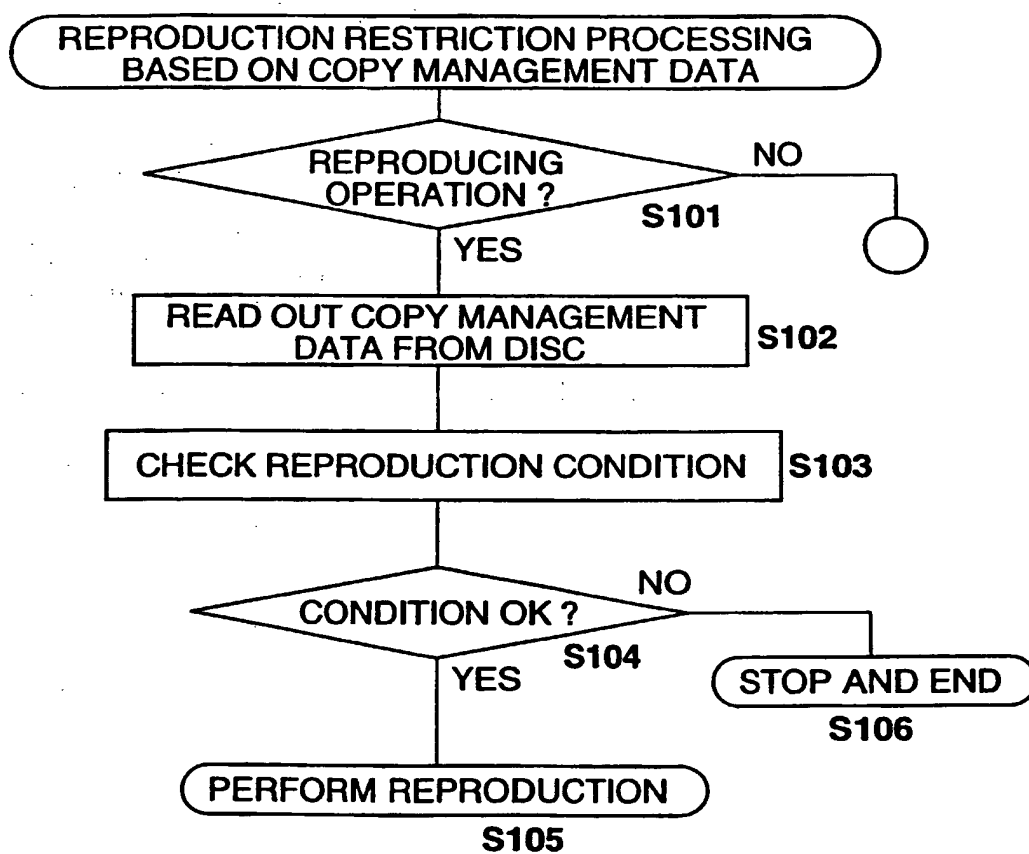 REPRODUCTION RESTRICTION PROCESSING
BASED ON COPY MANAGEMENT DATA
REPRODUCING
OPERATION ?
NO
S101
YES
READ OUT COPY MANAGEMENT
DATA FROM DISC
S102
CHECK REPRODUCTION CONDITION
S103
CONDITION OK ?
NO
S104
YES
STOP AND END
S106
PERFORM REPRODUCTION
S105